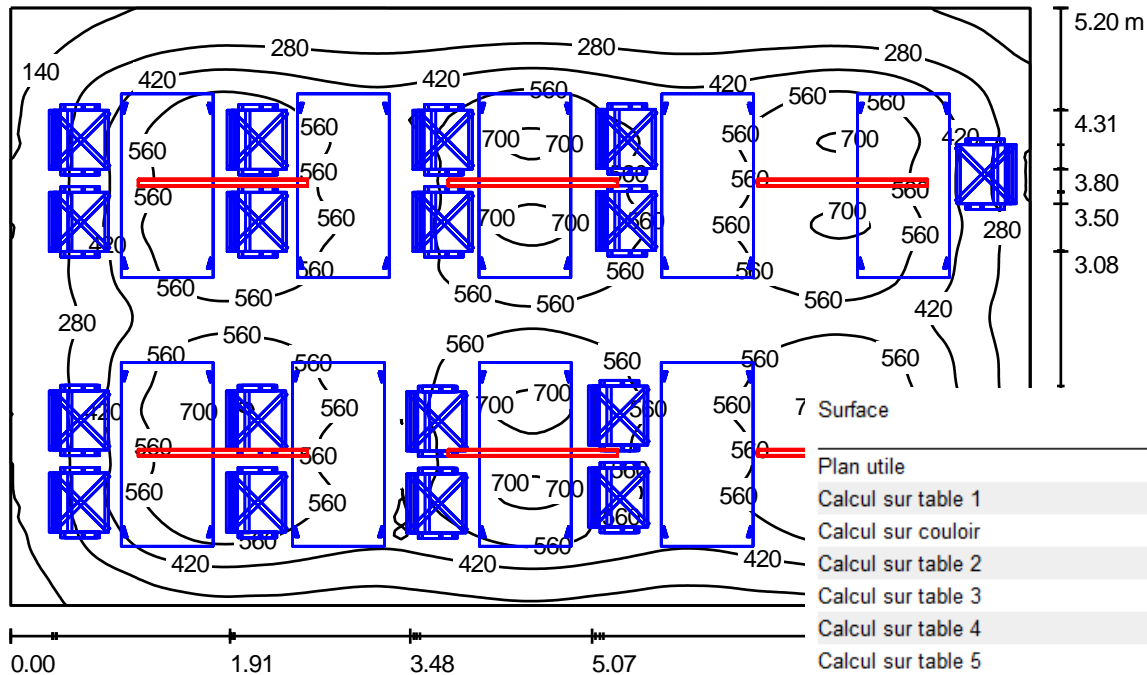 5.20 m
280 280 280
140
420 420 420
560 560 560
560 700 700 560 700 420
4.31
560 560 560 560 560 560
3.80
3.50
560 700 700 560 700 560
420 280
3.08
560 560 560 560
560 560 560
280 560 560 560 420
560 560 560 560 560
700
420 700 560 700 560
560 560 560
560
560 560 700 700 560 560
560 560 560
420 420 420
0.00 1.91 3.48 5.07
Surface
Plan utile
Calcul sur table 1
Calcul sur couloir
Calcul sur table 2
Calcul sur table 3
Calcul sur table 4
Calcul sur table 5